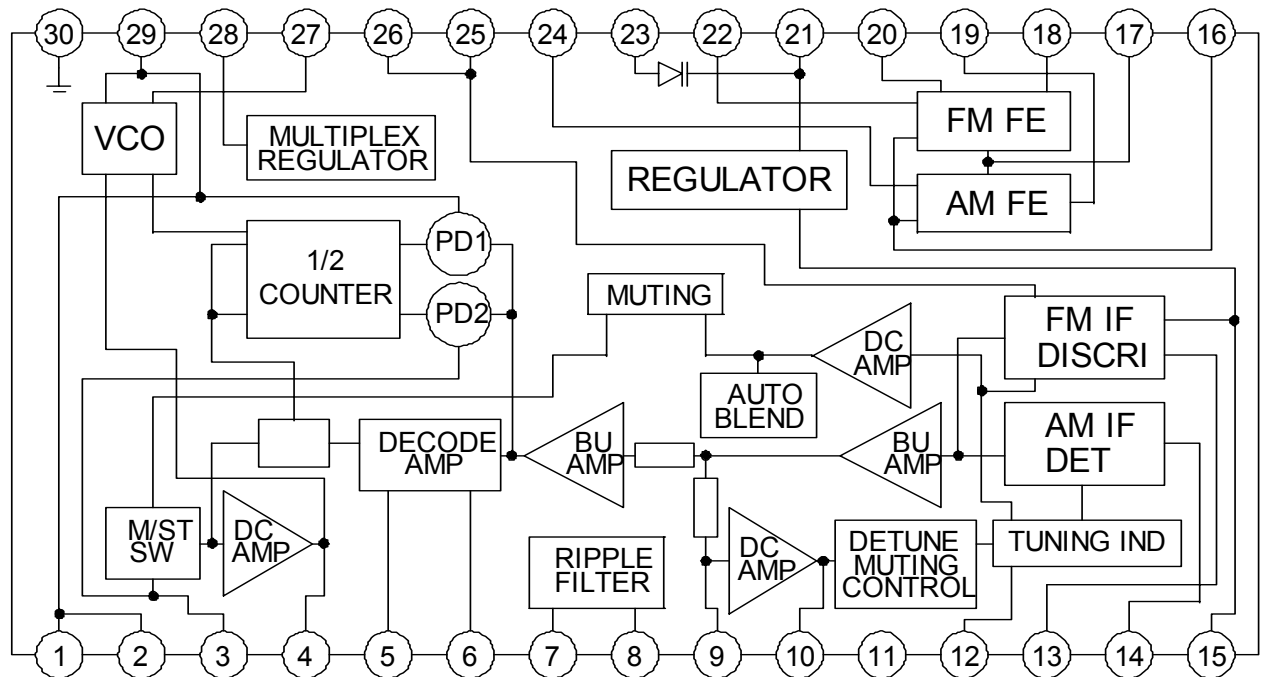 30 29 28 27 26 25 24 23 22 21 20 19 18 17 16
VCO
MULTIPLEX
REGULATOR
REGULATOR
FM FE
AM FE
PD1
1/2
COUNTER
PD2
MUTING
DC
AMP
FM IF
DISCRI
AUTO
BLEND
DECODE
AMP
BU
AMP
BU
AMP
AM IF
DET
M/ST
SW
DC
AMP
RIPPLE
FILTER
DC
AMP
DETUNE
MUTING
CONTROL
TUNING IND
1 2 3 4 5 6 7 8 9 10 11 12 13 14 15